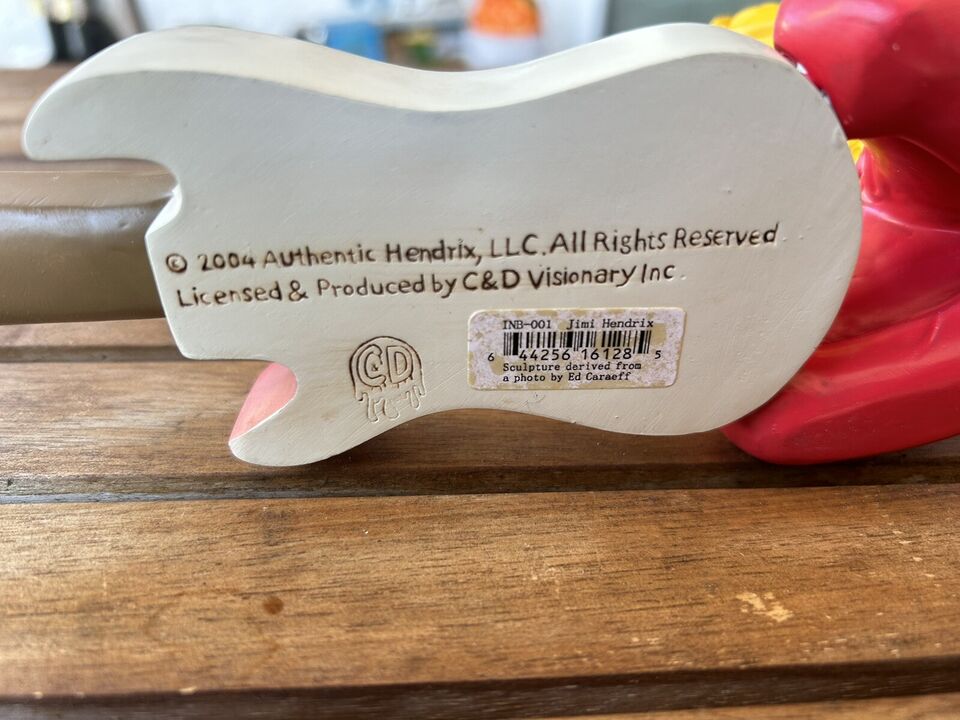 © 2004 Authentic Hendrix, LLC. All Rights Reserved
Licensed & Produced by C&D Visionary Inc.
C&D
INB-001 Jimi Hendrix
6 44256 16128 5
Sculpture derived from
a photo by Ed Caraeff